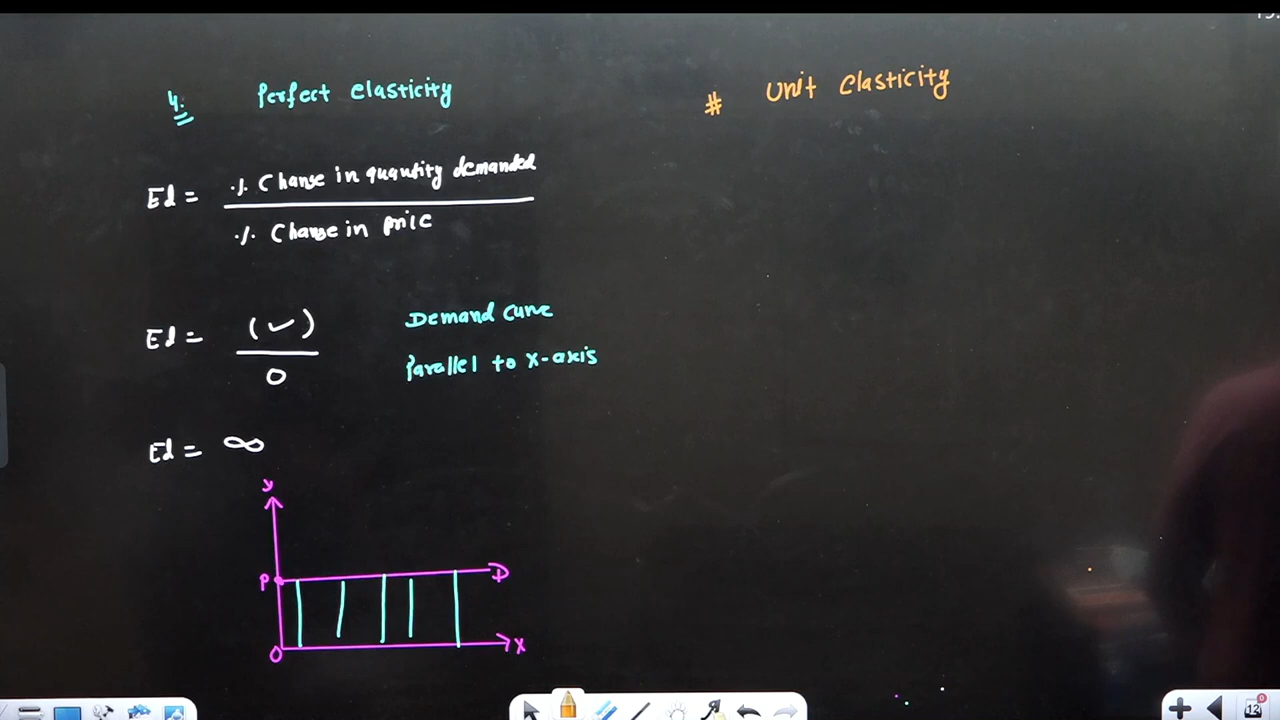 4. Perfect elasticity
Ed = % Change in quantity demanded
% Change in price
Ed = (✓)
0
Demand curve
Parallel to x-axis
Ed = ∞
y
P
D
O
X
# Unit Elasticity
12